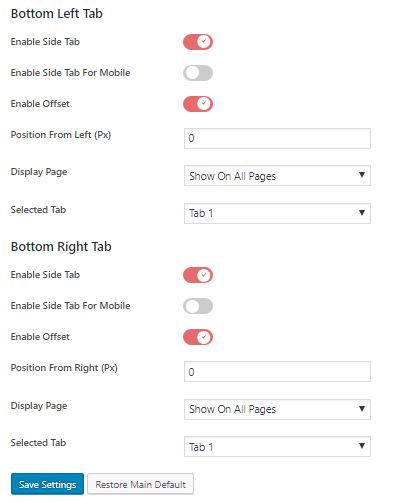 Bottom Left Tab
Enable Side Tab
Enable Side Tab For Mobile
Enable Offset
Position From Left (Px)
0
Display Page
Show On All Pages
Selected Tab
Tab 1
Bottom Right Tab
Enable Side Tab
Enable Side Tab For Mobile
Enable Offset
Position From Right (Px)
0
Display Page
Show On All Pages
Selected Tab
Tab 1
Save Settings
Restore Main Default